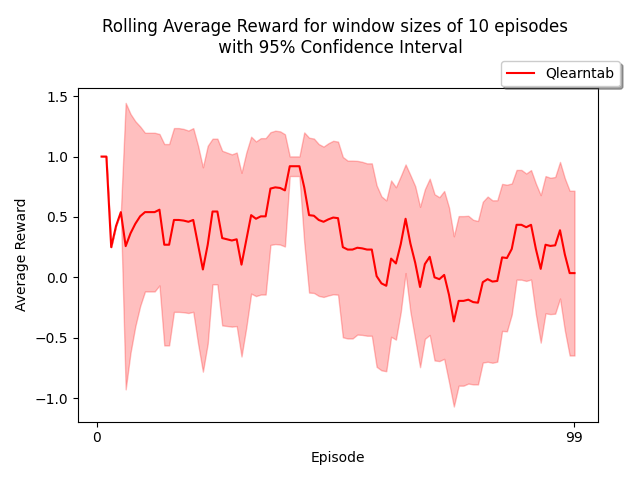 Rolling Average Reward for window sizes of 10 episodes
with 95% Confidence Interval
Qlearntab
1.5
1.0
0.5
0.0
−0.5
−1.0
Average Reward
0
99
Episode